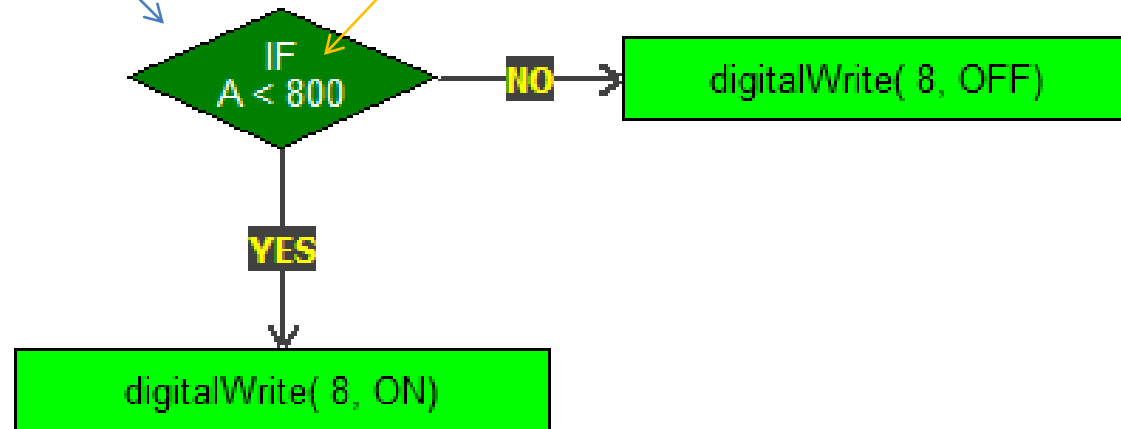 IF
A < 800
NO
digitalWrite( 8, OFF)
YES
digitalWrite( 8, ON)